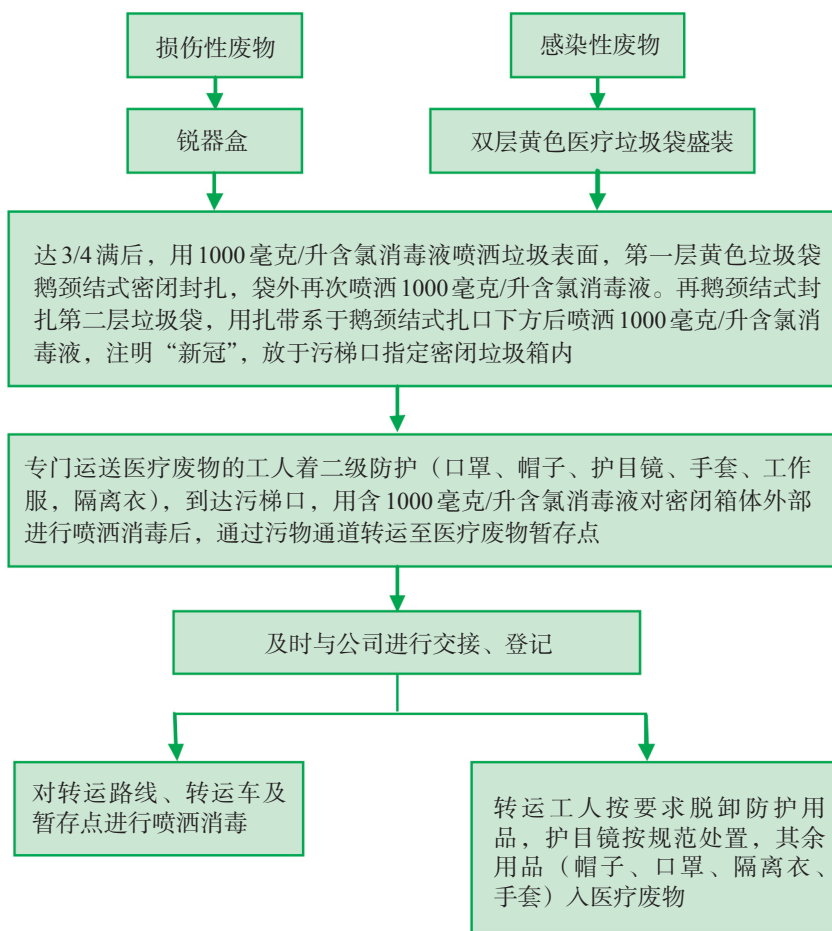 损伤性废物
感染性废物
锐器盒
双层黄色医疗垃圾袋盛装
达3/4满后，用1000毫克/升含氯消毒液喷洒垃圾表面，第一层黄色垃圾袋
鹅颈结式密闭封扎，袋外再次喷洒1000毫克/升含氯消毒液。再鹅颈结式封
扎第二层垃圾袋，用扎带系于鹅颈结式扎口下方后喷洒1000毫克/升含氯消
毒液，注明“新冠”，放于污梯口指定密闭垃圾箱内
专门运送医疗废物的工人着二级防护（口罩、帽子、护目镜、手套、工作
服，隔离衣），到达污梯口，用含1000毫克/升含氯消毒液对密闭箱体外部
进行喷洒消毒后，通过污物通道转运至医疗废物暂存点
及时与公司进行交接、登记
对转运路线、转运车及
暂存点进行喷洒消毒
转运工人按要求脱卸防护用
品，护目镜按规范处置，其余
用品（帽子、口罩、隔离衣、
手套）入医疗废物